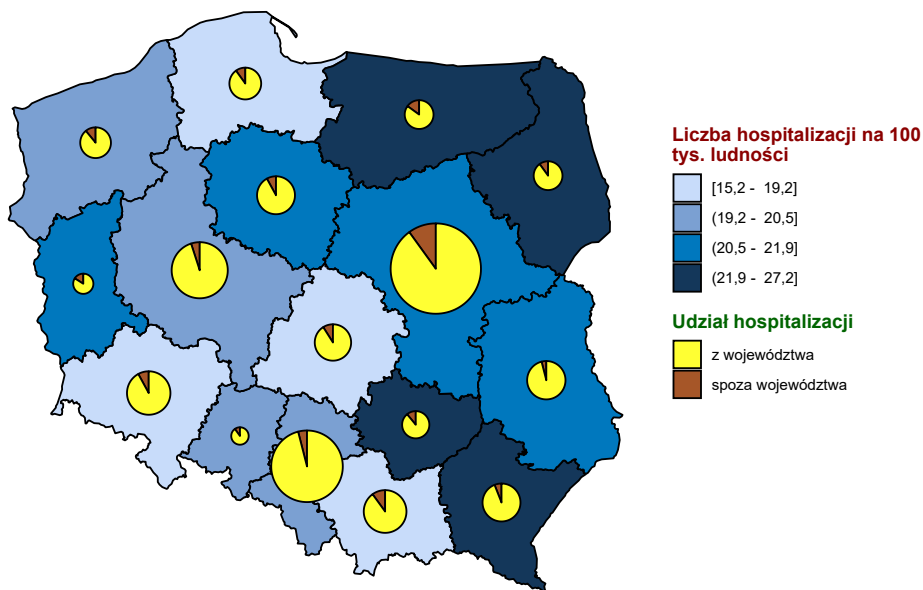 Liczba hospitalizacji na 100
tys. ludności
[15,2 - 19,2]
(19,2 - 20,5]
(20,5 - 21,9]
(21,9 - 27,2]
Udział hospitalizacji
z województwa
spoza województwa